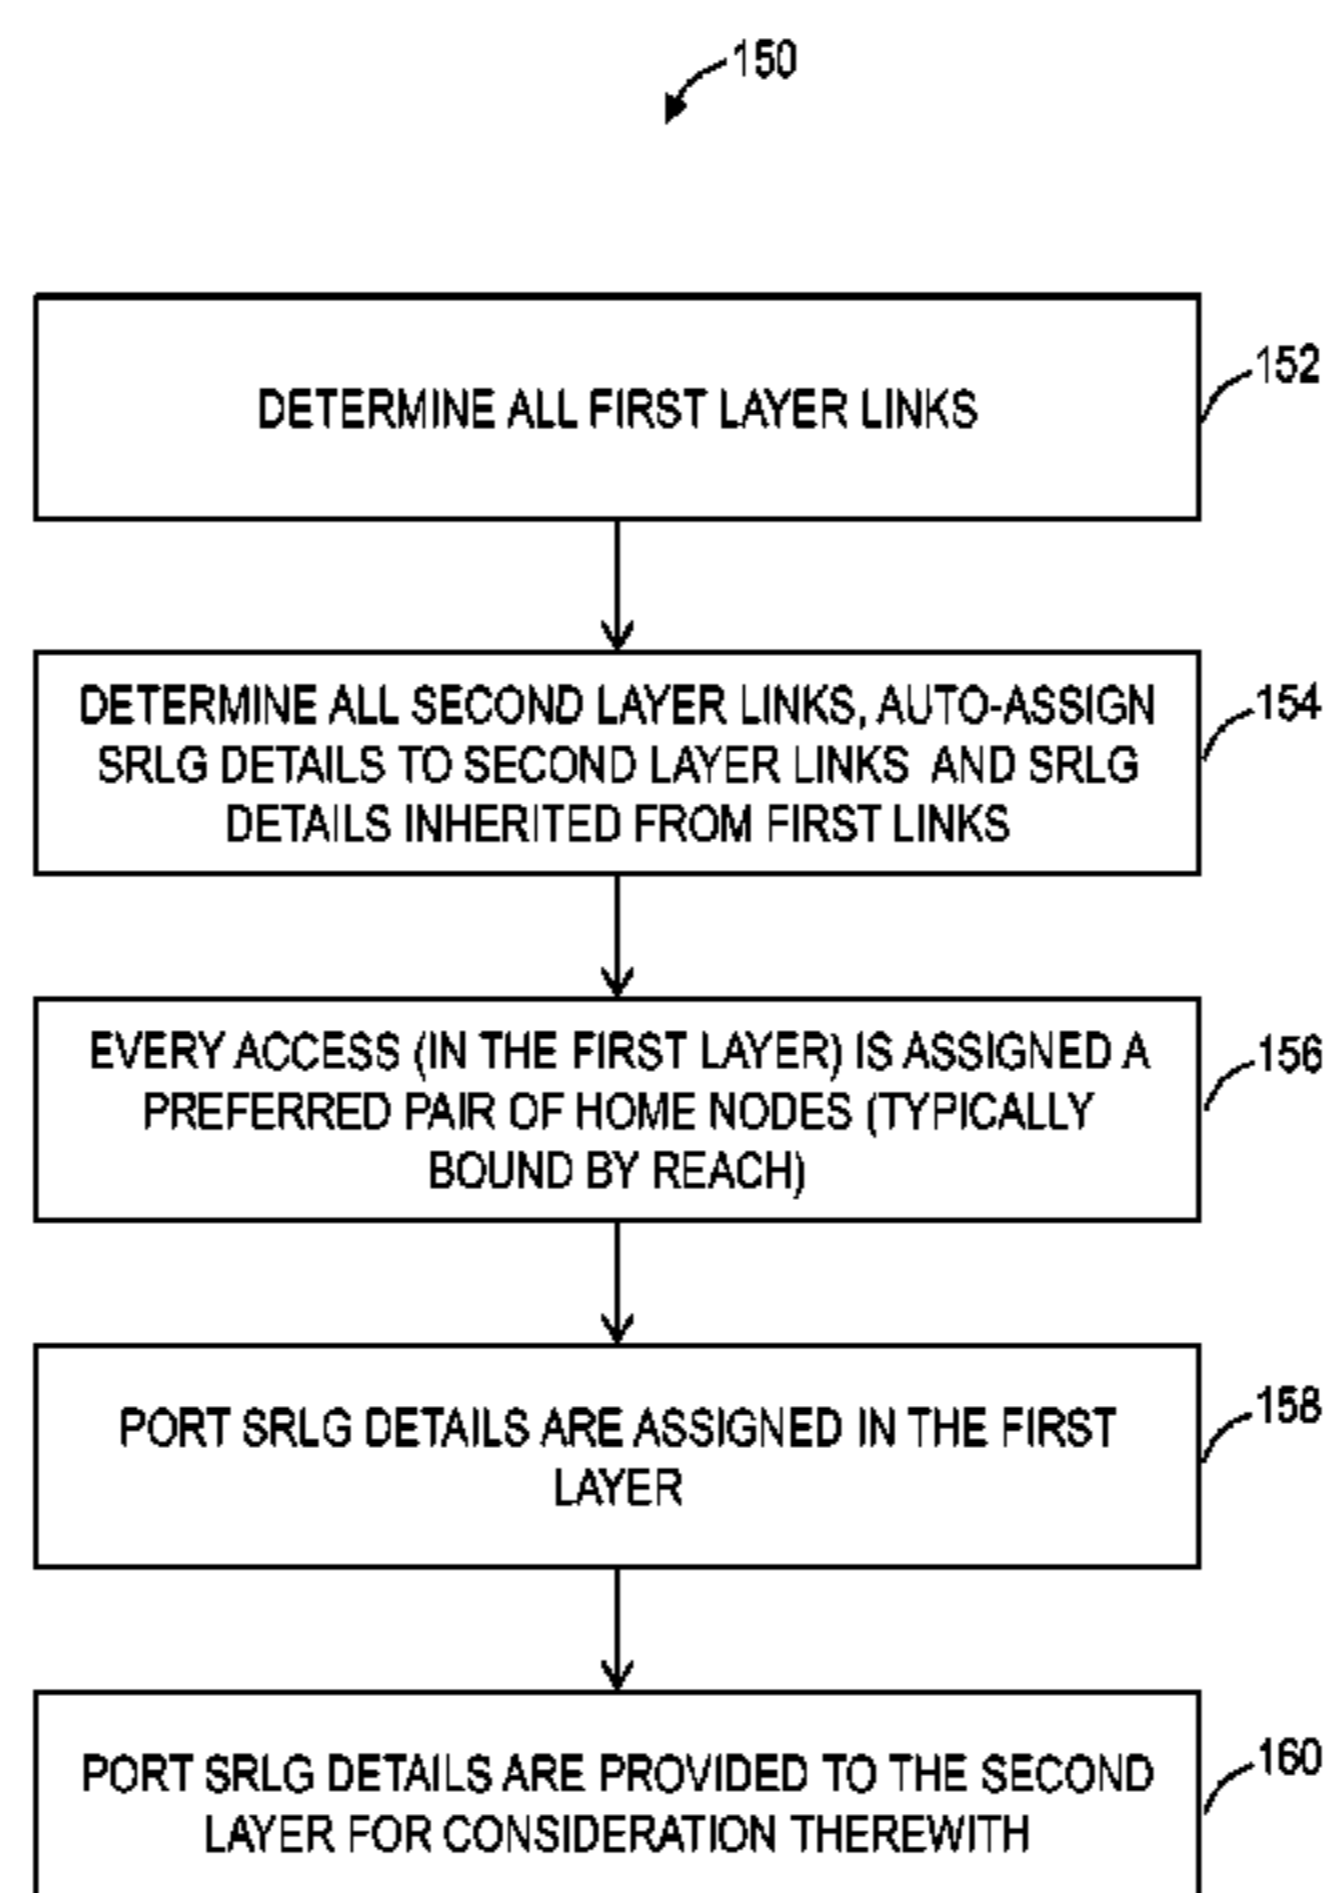 150
DETERMINE ALL FIRST LAYER LINKS
152
DETERMINE ALL SECOND LAYER LINKS, AUTO-ASSIGN
SRLG DETAILS TO SECOND LAYER LINKS AND SRLG
DETAILS INHERITED FROM FIRST LINKS
154
EVERY ACCESS (IN THE FIRST LAYER) IS ASSIGNED A
PREFERRED PAIR OF HOME NODES (TYPICALLY
BOUND BY REACH)
156
PORT SRLG DETAILS ARE ASSIGNED IN THE FIRST
LAYER
158
PORT SRLG DETAILS ARE PROVIDED TO THE SECOND
LAYER FOR CONSIDERATION THEREWITH
160